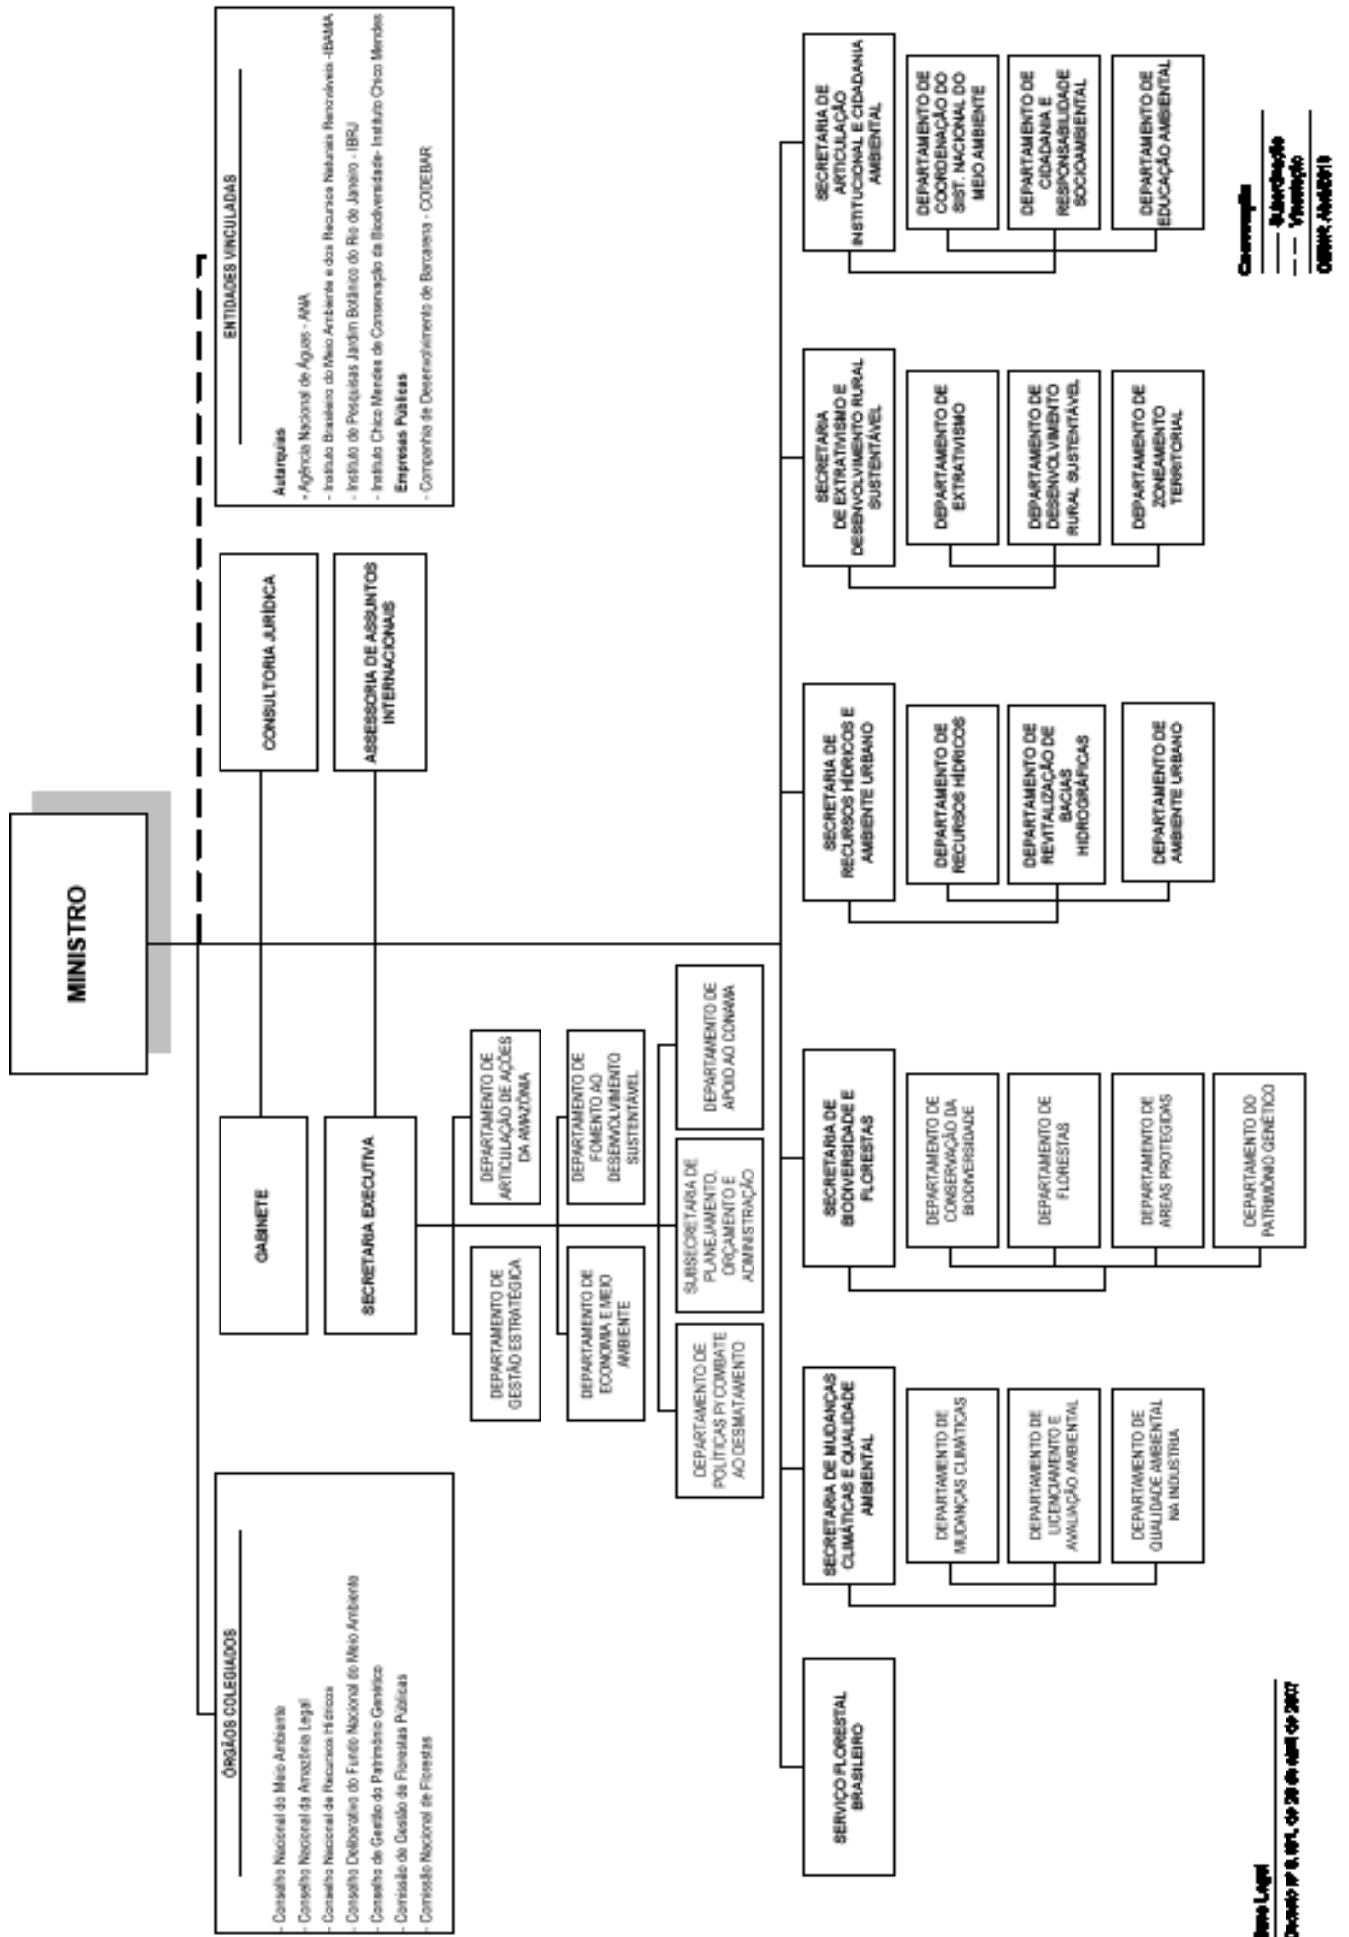 MINISTRO
ÓRGÃOS COLEGIADOS
- Conselho Nacional do Meio Ambiente
- Conselho Nacional da Amazônia Legal
- Conselho Nacional de Recursos Hídricos
- Conselho Deliberativo do Fundo Nacional do Meio Ambiente
- Conselho de Gestão do Patrimônio Genético
- Comissão de Gestão de Florestas Públicas
- Comissão Nacional de Florestas
GABINETE
CONSULTORIA JURÍDICA
ENTIDADES VINCULADAS
Autarquias
- Agência Nacional de Águas - ANA
- Instituto Brasileiro do Meio Ambiente e dos Recursos Naturais Renováveis -IBAMA
- Instituto de Pesquisas Jardim Botânico do Rio de Janeiro - IBRJ
- Instituto Chico Mendes de Conservação da Biodiversidade- Instituto Chico Mendes
Empresas Públicas
- Companhia de Desenvolvimento de Barcarena - CODEBAR
SECRETARIA EXECUTIVA
ASSESSORIA DE ASSUNTOS
INTERNACIONAIS
DEPARTAMENTO DE
GESTÃO ESTRATÉGICA
DEPARTAMENTO DE
ARTICULAÇÃO DE AÇÕES
DA AMAZÔNIA
DEPARTAMENTO DE
ECONOMIA E MEIO
AMBIENTE
DEPARTAMENTO DE
FOMENTO AO
DESENVOLVIMENTO
SUSTENTÁVEL
DEPARTAMENTO DE
POLÍTICAS P/ COMBATE
AO DESMATAMENTO
SUBSECRETARIA DE
PLANEJAMENTO,
ORÇAMENTO E
ADMINISTRAÇÃO
DEPARTAMENTO DE
APOIO AO CONAMA
SERVIÇO FLORESTAL
BRASILEIRO
SECRETARIA DE MUDANÇAS
CLIMÁTICAS E QUALIDADE
AMBIENTAL
DEPARTAMENTO DE
MUDANÇAS CLIMÁTICAS
DEPARTAMENTO DE
LICENCIAMENTO E
AVALIAÇÃO AMBIENTAL
DEPARTAMENTO DE
QUALIDADE AMBIENTAL
NA INDUSTRIA
SECRETARIA DE
BIODIVERSIDADE E
FLORESTAS
DEPARTAMENTO DE
CONSERVAÇÃO DA
BIODIVERSIDADE
DEPARTAMENTO DE
FLORESTAS
DEPARTAMENTO DE
ÁREAS PROTEGIDAS
DEPARTAMENTO DO
PATRIMÔNIO GENÉTICO
SECRETARIA DE
RECURSOS HÍDRICOS E
AMBIENTE URBANO
DEPARTAMENTO DE
RECURSOS HÍDRICOS
DEPARTAMENTO DE
REVITALIZAÇÃO DE
BACIAS
HIDROGRÁFICAS
DEPARTAMENTO DE
AMBIENTE URBANO
SECRETARIA
DE EXTRATIVISMO E
DESENVOLVIMENTO RURAL
SUSTENTÁVEL
DEPARTAMENTO DE
EXTRATIVISMO
DEPARTAMENTO DE
DESENVOLVIMENTO
RURAL SUSTENTÁVEL
DEPARTAMENTO DE
ZONEAMENTO
TERRITORIAL
SECRETARIA DE
ARTICULAÇÃO
INSTITUCIONAL E CIDADANIA
AMBIENTAL
DEPARTAMENTO DE
COORDENAÇÃO DO
SIST. NACIONAL DO
MEIO AMBIENTE
DEPARTAMENTO DE
CIDADANIA E
RESPONSABILIDADE
SOCIOAMBIENTAL
DEPARTAMENTO DE
EDUCAÇÃO AMBIENTAL
Legal
de 2007
Convenção
Subordinação
Vinculação